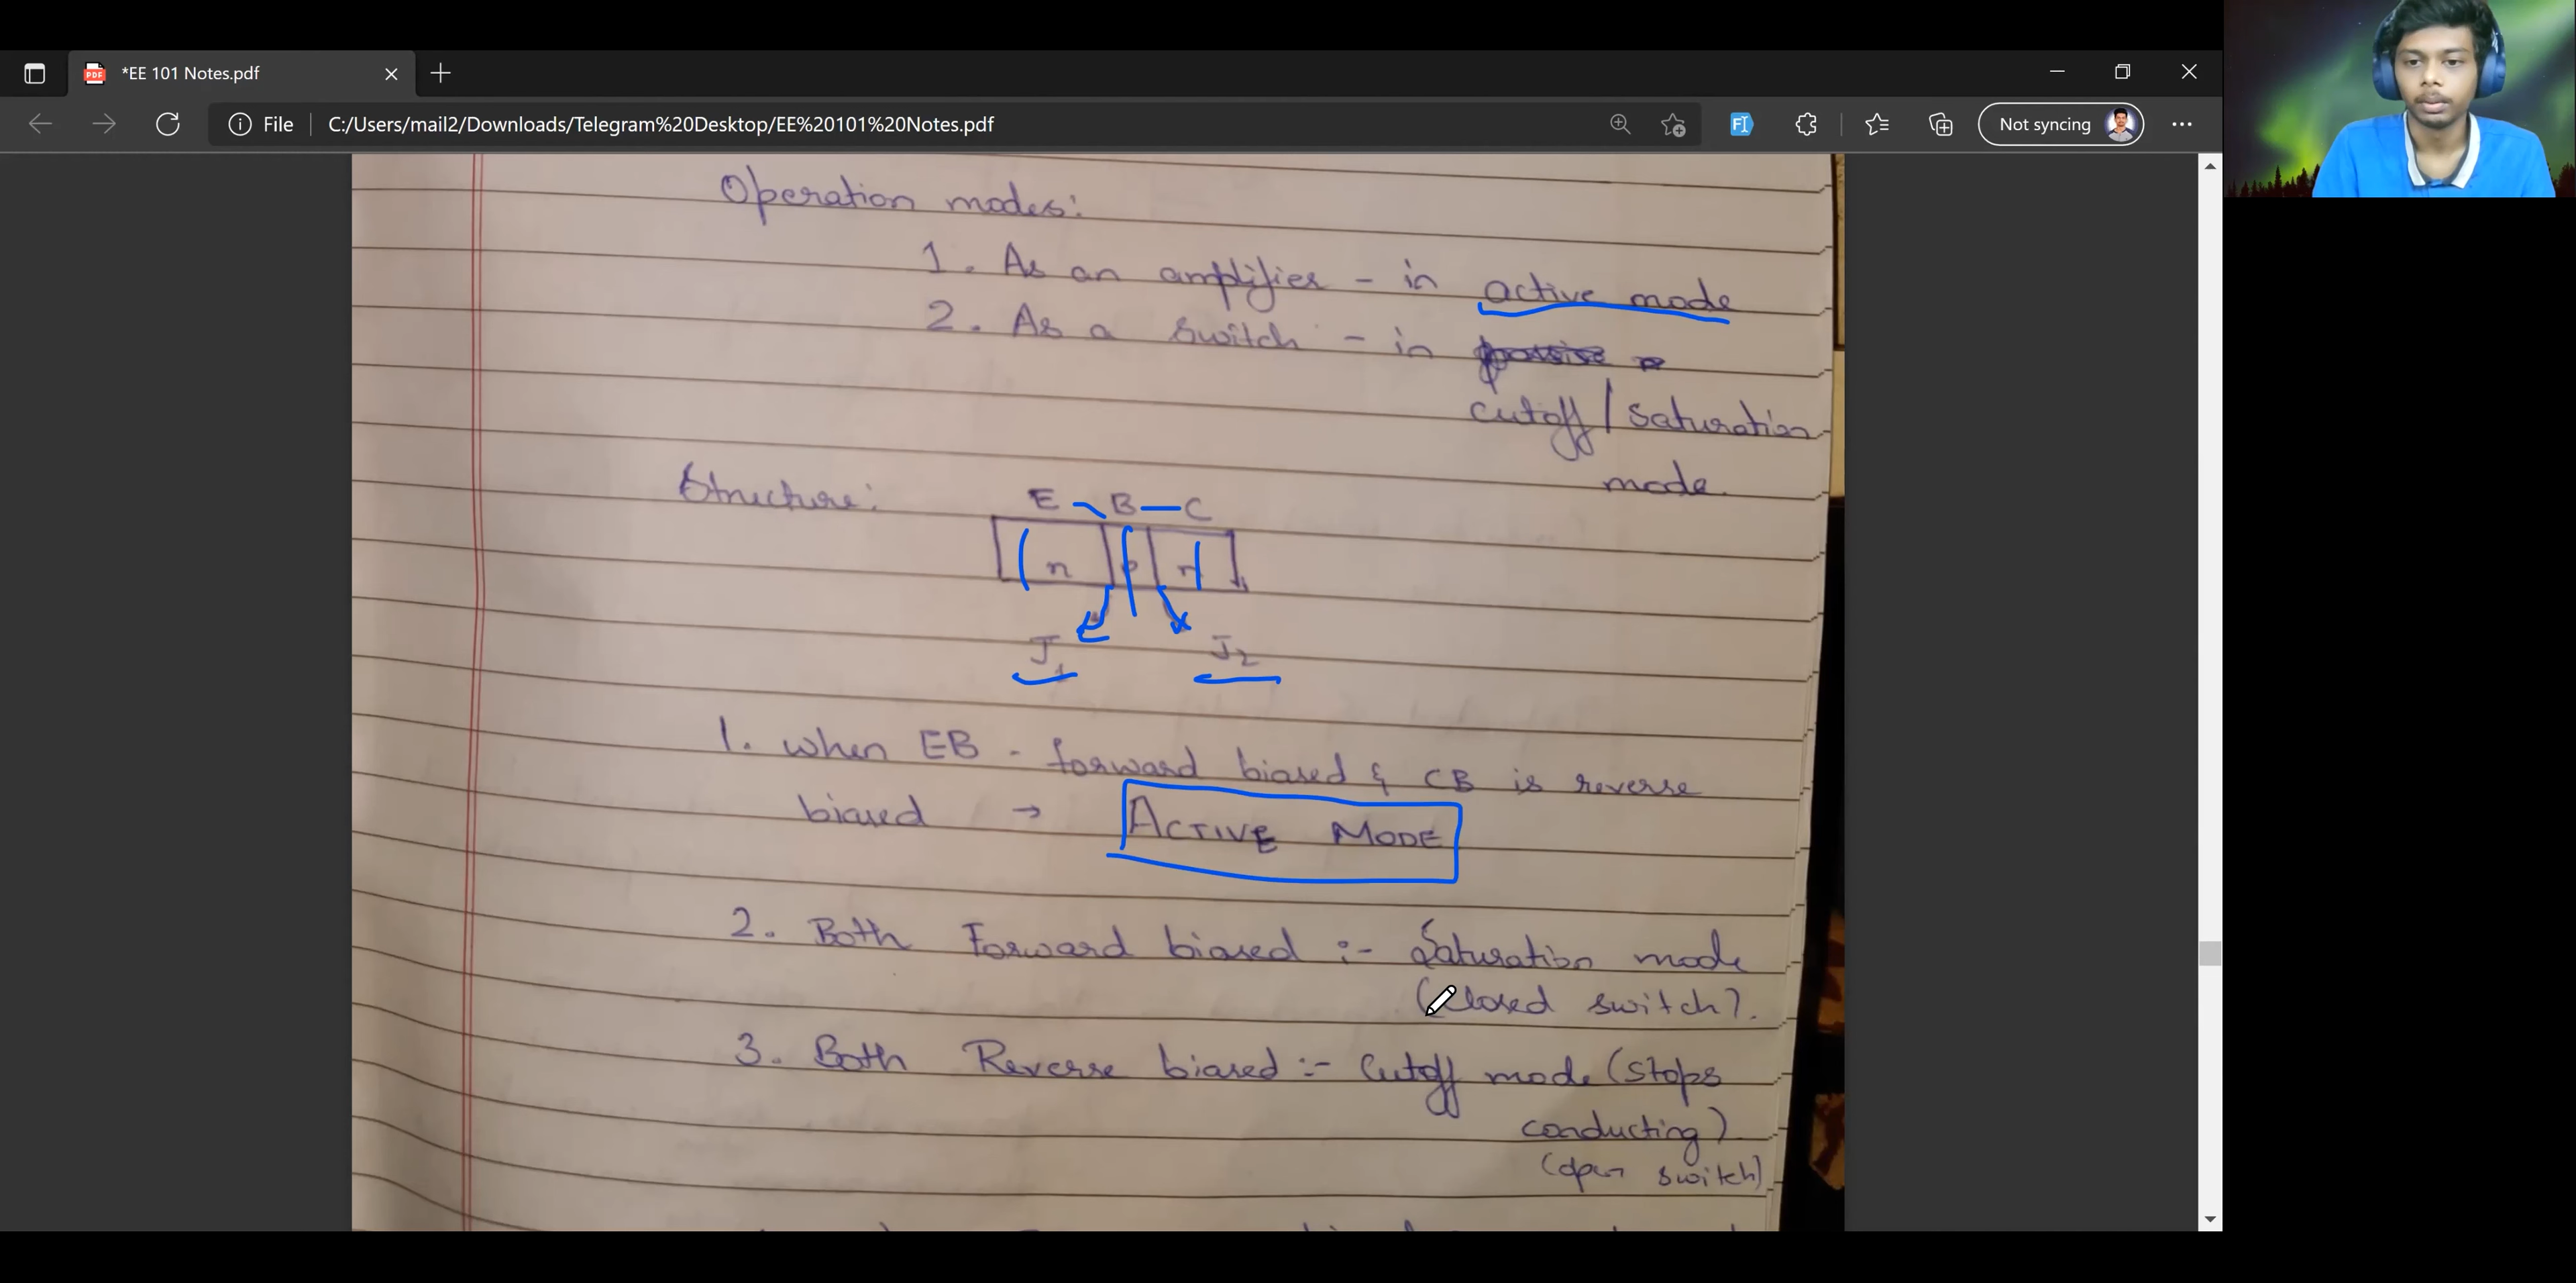 *EE 101 Notes.pdf
File C:/Users/mail2/Downloads/Telegram%20Desktop/EE%20101%20Notes.pdf Not syncing
Operation modes:
1. As an amplifier - in active mode
2. As a switch - in
cutoff / saturation
mode.
Structure: E B C
n p n
J1 J2
1. when EB - forward biased & CB is reverse
biased → ACTIVE MODE
2. Both Forward biased :- Saturation mode
(closed switch).
3. Both Reverse biased :- Cutoff mode (stops
conducting)
(open switch)